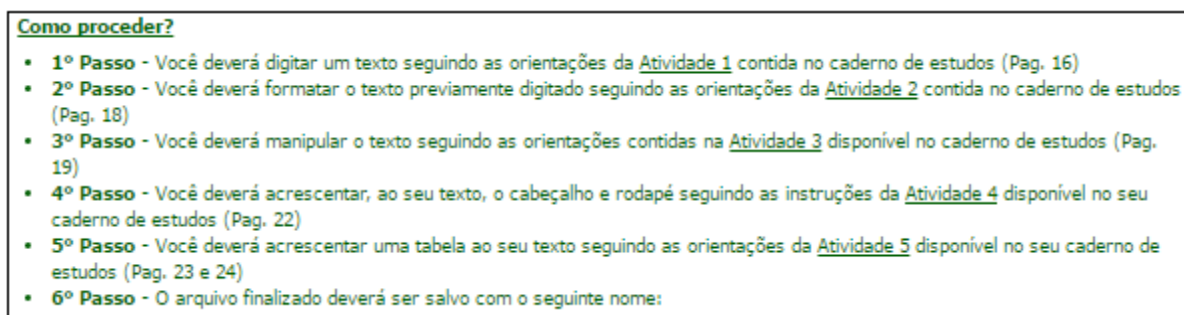 Como proceder?
• 1º Passo - Você deverá digitar um texto seguindo as orientações da Atividade 1 contida no caderno de estudos (Pag. 16)
• 2º Passo - Você deverá formatar o texto previamente digitado seguindo as orientações da Atividade 2 contida no caderno de estudos
(Pag. 18)
• 3º Passo - Você deverá manipular o texto seguindo as orientações contidas na Atividade 3 disponível no caderno de estudos (Pag.
19)
• 4º Passo - Você deverá acrescentar, ao seu texto, o cabeçalho e rodapé seguindo as instruções da Atividade 4 disponível no seu
caderno de estudos (Pag. 22)
• 5º Passo - Você deverá acrescentar uma tabela ao seu texto seguindo as orientações da Atividade 5 disponível no seu caderno de
estudos (Pag. 23 e 24)
• 6º Passo - O arquivo finalizado deverá ser salvo com o seguinte nome: